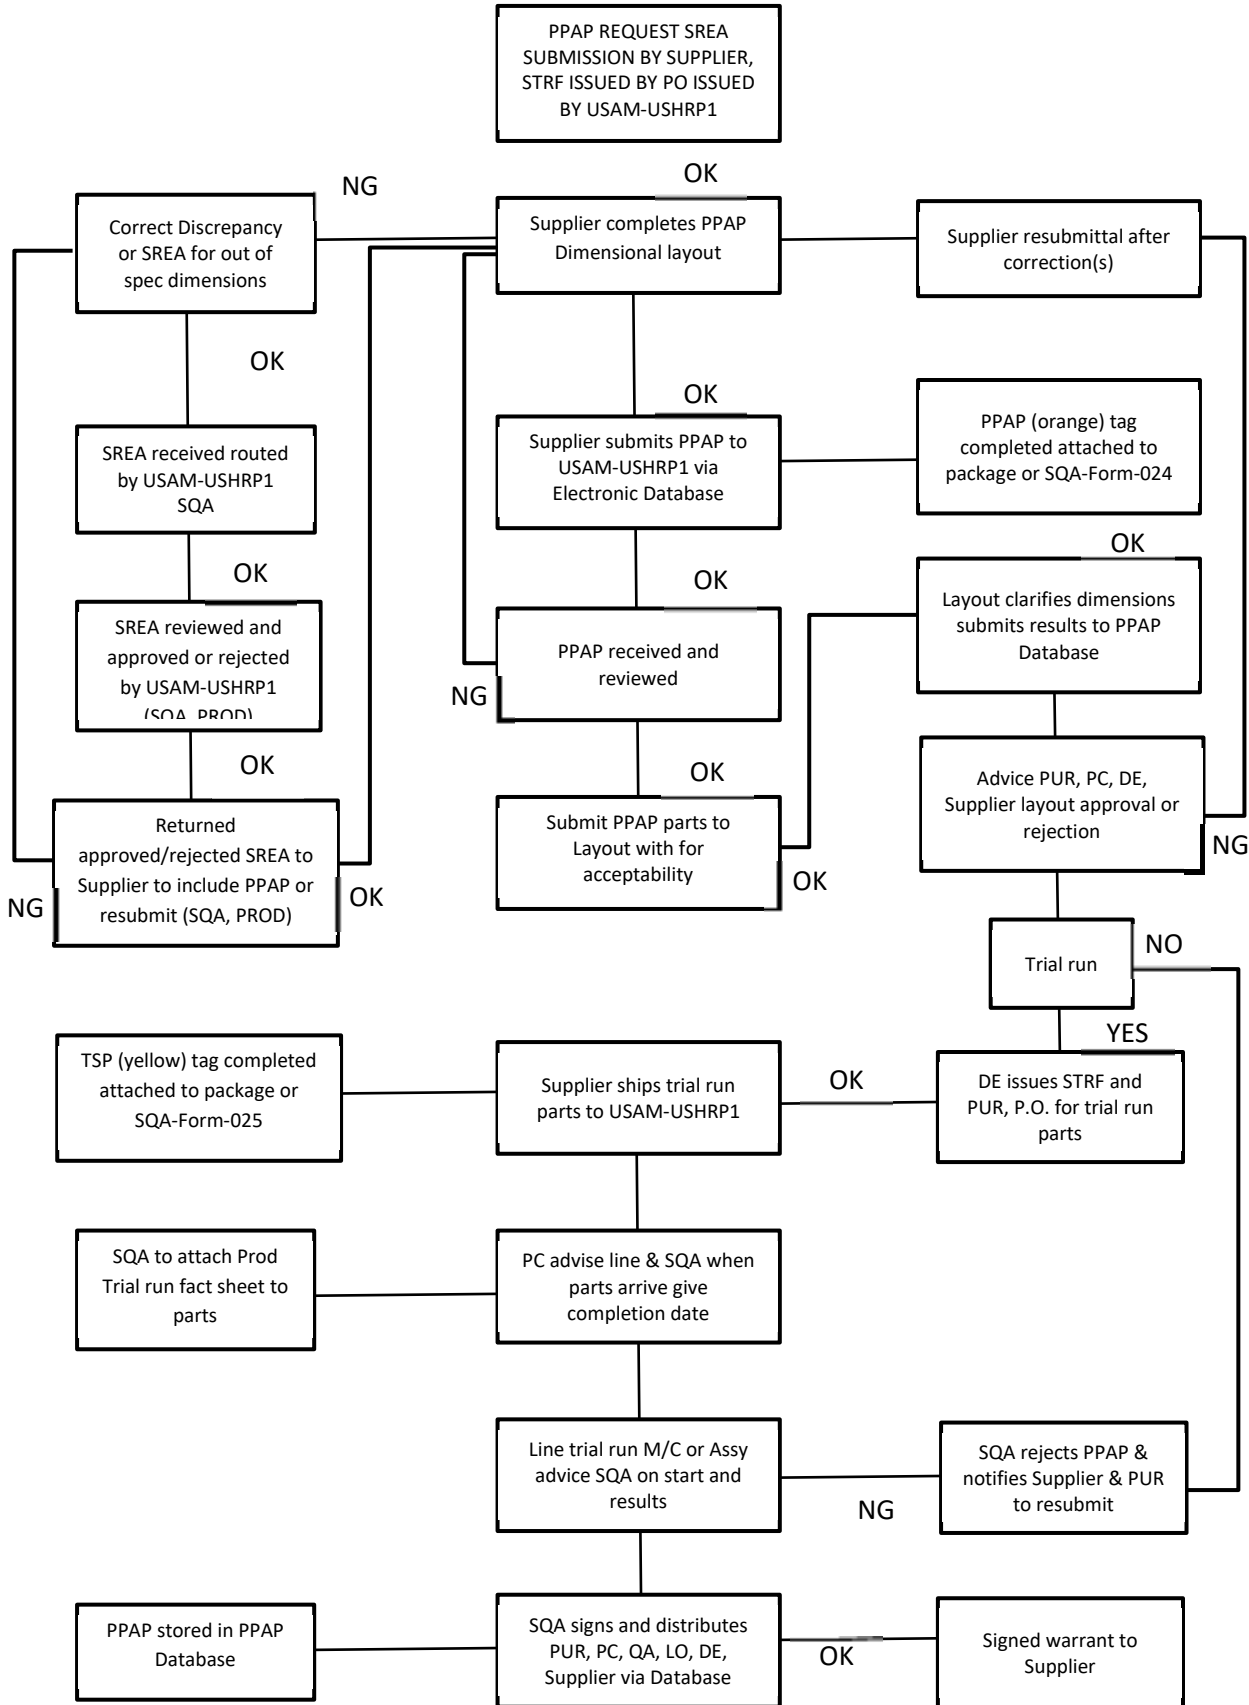 PPAP REQUEST SREA
SUBMISSION BY SUPPLIER,
STRF ISSUED BY PO ISSUED
BY USAM-USHRP1
NG
OK
Correct Discrepancy
or SREA for out of
spec dimensions
Supplier completes PPAP
Dimensional layout
Supplier resubmittal after
correction(s)
OK
OK
SREA received routed
by USAM-USHRP1
SQA
Supplier submits PPAP to
USAM-USHRP1 via
Electronic Database
PPAP (orange) tag
completed attached to
package or SQA-Form-024
OK
OK
OK
SREA reviewed and
approved or rejected
by USAM-USHRP1
(SQA, PROD)
PPAP received and
reviewed
NG
Layout clarifies dimensions
submits results to PPAP
Database
OK
OK
Returned
approved/rejected SREA to
Supplier to include PPAP or
resubmit (SQA, PROD)
NG
OK
Submit PPAP parts to
Layout with for
acceptability
OK
Advice PUR, PC, DE,
Supplier layout approval or
rejection
NG
Trial run
NO
YES
TSP (yellow) tag completed
attached to package or
SQA-Form-025
Supplier ships trial run
parts to USAM-USHRP1
OK
DE issues STRF and
PUR, P.O. for trial run
parts
SQA to attach Prod
Trial run fact sheet to
parts
PC advise line & SQA when
parts arrive give
completion date
Line trial run M/C or Assy
advice SQA on start and
results
NG
SQA rejects PPAP &
notifies Supplier & PUR
to resubmit
PPAP stored in PPAP
Database
SQA signs and distributes
PUR, PC, QA, LO, DE,
Supplier via Database
OK
Signed warrant to
Supplier